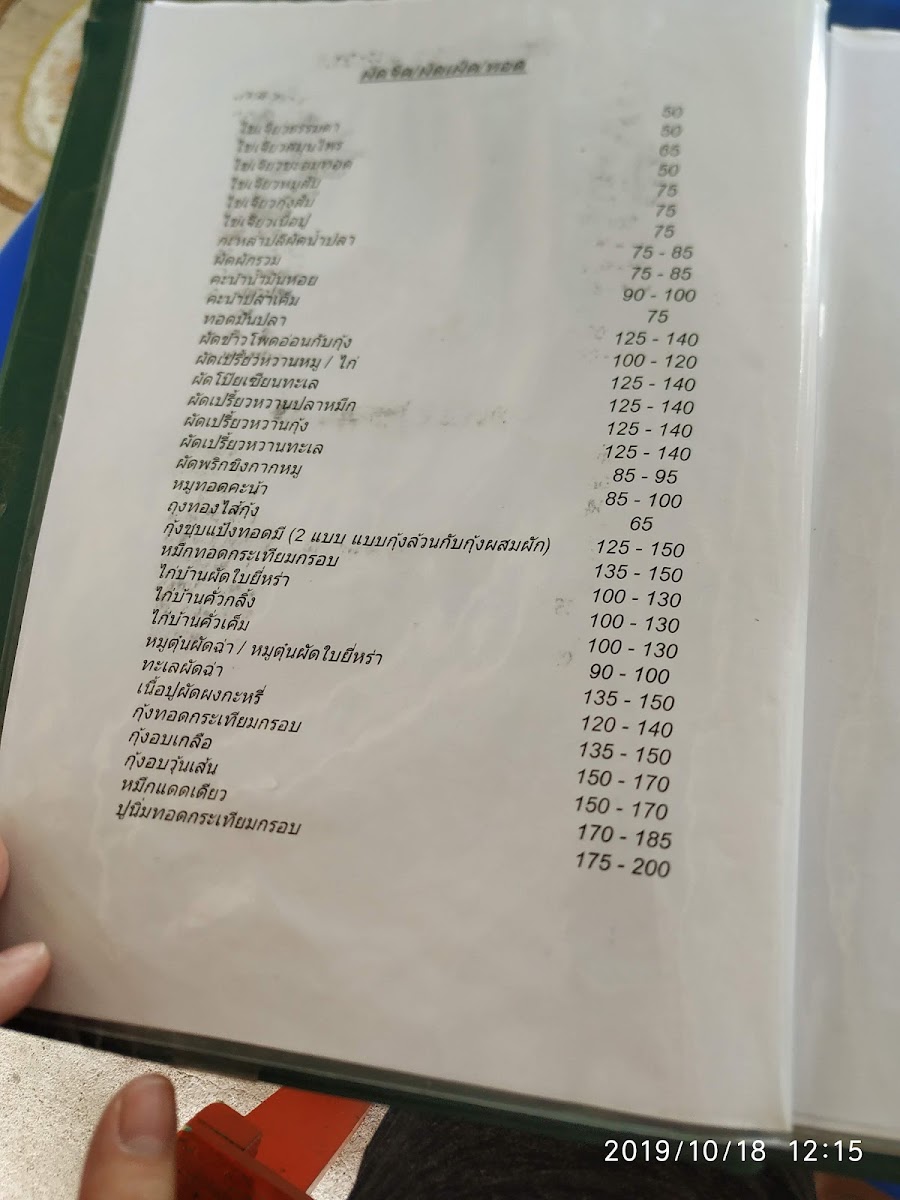 ผัดจืด/ผัดเผ็ด/ทอด
ไข่เจียวธรรมดา 50
ไข่เจียวสมุนไพร 50
ไข่เจียวชะอมทอด 65
ไข่เจียวหมูสับ 50
ไข่เจียวกุ้งสับ 75
ไข่เจียวเนื้อปู 75
กะหล่ำปลีผัดน้ำปลา 75
ผัดผักรวม 75 - 85
คะน้าน้ำมันหอย 75 - 85
คะน้าปลาเค็ม 90 - 100
ทอดมันปลา 75
ผัดข้าวโพดอ่อนกับกุ้ง 125 - 140
ผัดเปรี้ยวหวานหมู / ไก่ 100 - 120
ผัดโป๊ยเซียนทะเล 125 - 140
ผัดเปรี้ยวหวานปลาหมึก 125 - 140
ผัดเปรี้ยวหวานกุ้ง 125 - 140
ผัดเปรี้ยวหวานทะเล 125 - 140
ผัดพริกขิงกากหมู 85 - 95
หมูทอดคะน้า 85 - 100
ถุงทองไส้กุ้ง 65
กุ้งชุบแป้งทอดมี (2 แบบ แบบกุ้งล้วนกับกุ้งผสมผัก) 125 - 150
หมึกทอดกระเทียมกรอบ 135 - 150
ไก่บ้านผัดใบยี่หร่า 100 - 130
ไก่บ้านคั่วกลิ้ง 100 - 130
ไก่บ้านคั่วเค็ม 100 - 130
หมูตุ๋นผัดฉ่า / หมูตุ๋นผัดใบยี่หร่า 90 - 100
ทะเลผัดฉ่า 135 - 150
เนื้อปูผัดผงกะหรี่ 120 - 140
กุ้งทอดกระเทียมกรอบ 135 - 150
กุ้งอบเกลือ 150 - 170
กุ้งอบวุ้นเส้น 150 - 170
หมึกแดดเดียว 170 - 185
ปูนิ่มทอดกระเทียมกรอบ 175 - 200
2019/10/18 12:15